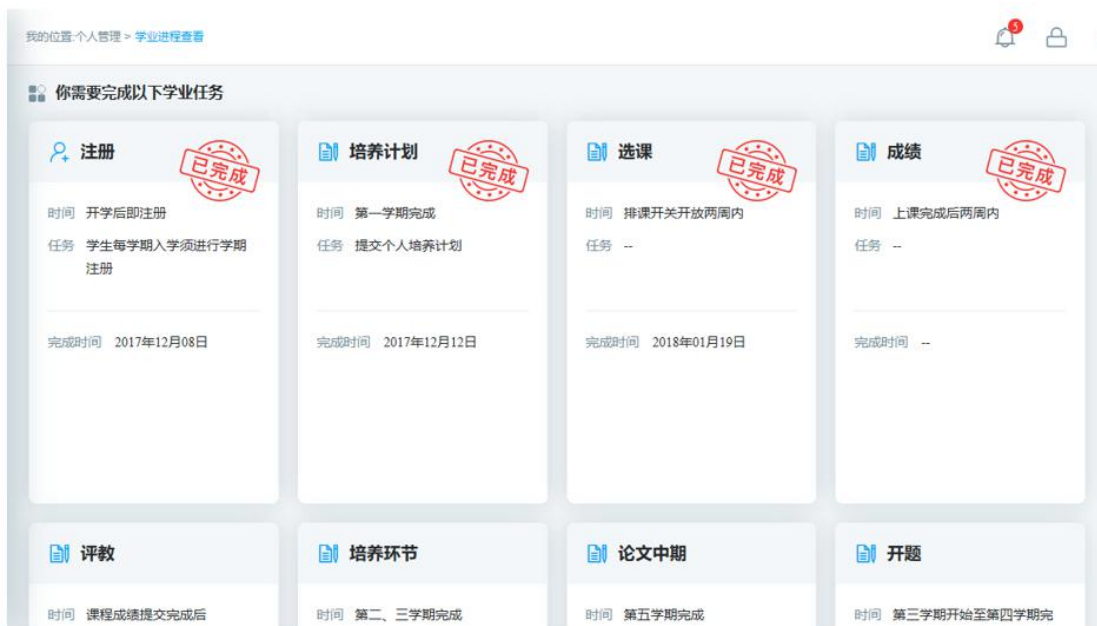 我的位置:个人管理 > 学业进程查看
5
你需要完成以下学业任务
注册
已完成
时间 开学后即注册
任务 学生每学期入学须进行学期
注册
完成时间 2017年12月08日
培养计划
已完成
时间 第一学期完成
任务 提交个人培养计划
完成时间 2017年12月12日
选课
已完成
时间 排课开关开放两周内
任务 --
完成时间 2018年01月19日
成绩
已完成
时间 上课完成后两周内
任务 --
完成时间 --
评教
时间 课程成绩提交完成后
培养环节
时间 第二、三学期完成
论文中期
时间 第五学期完成
开题
时间 第三学期开始至第四学期完